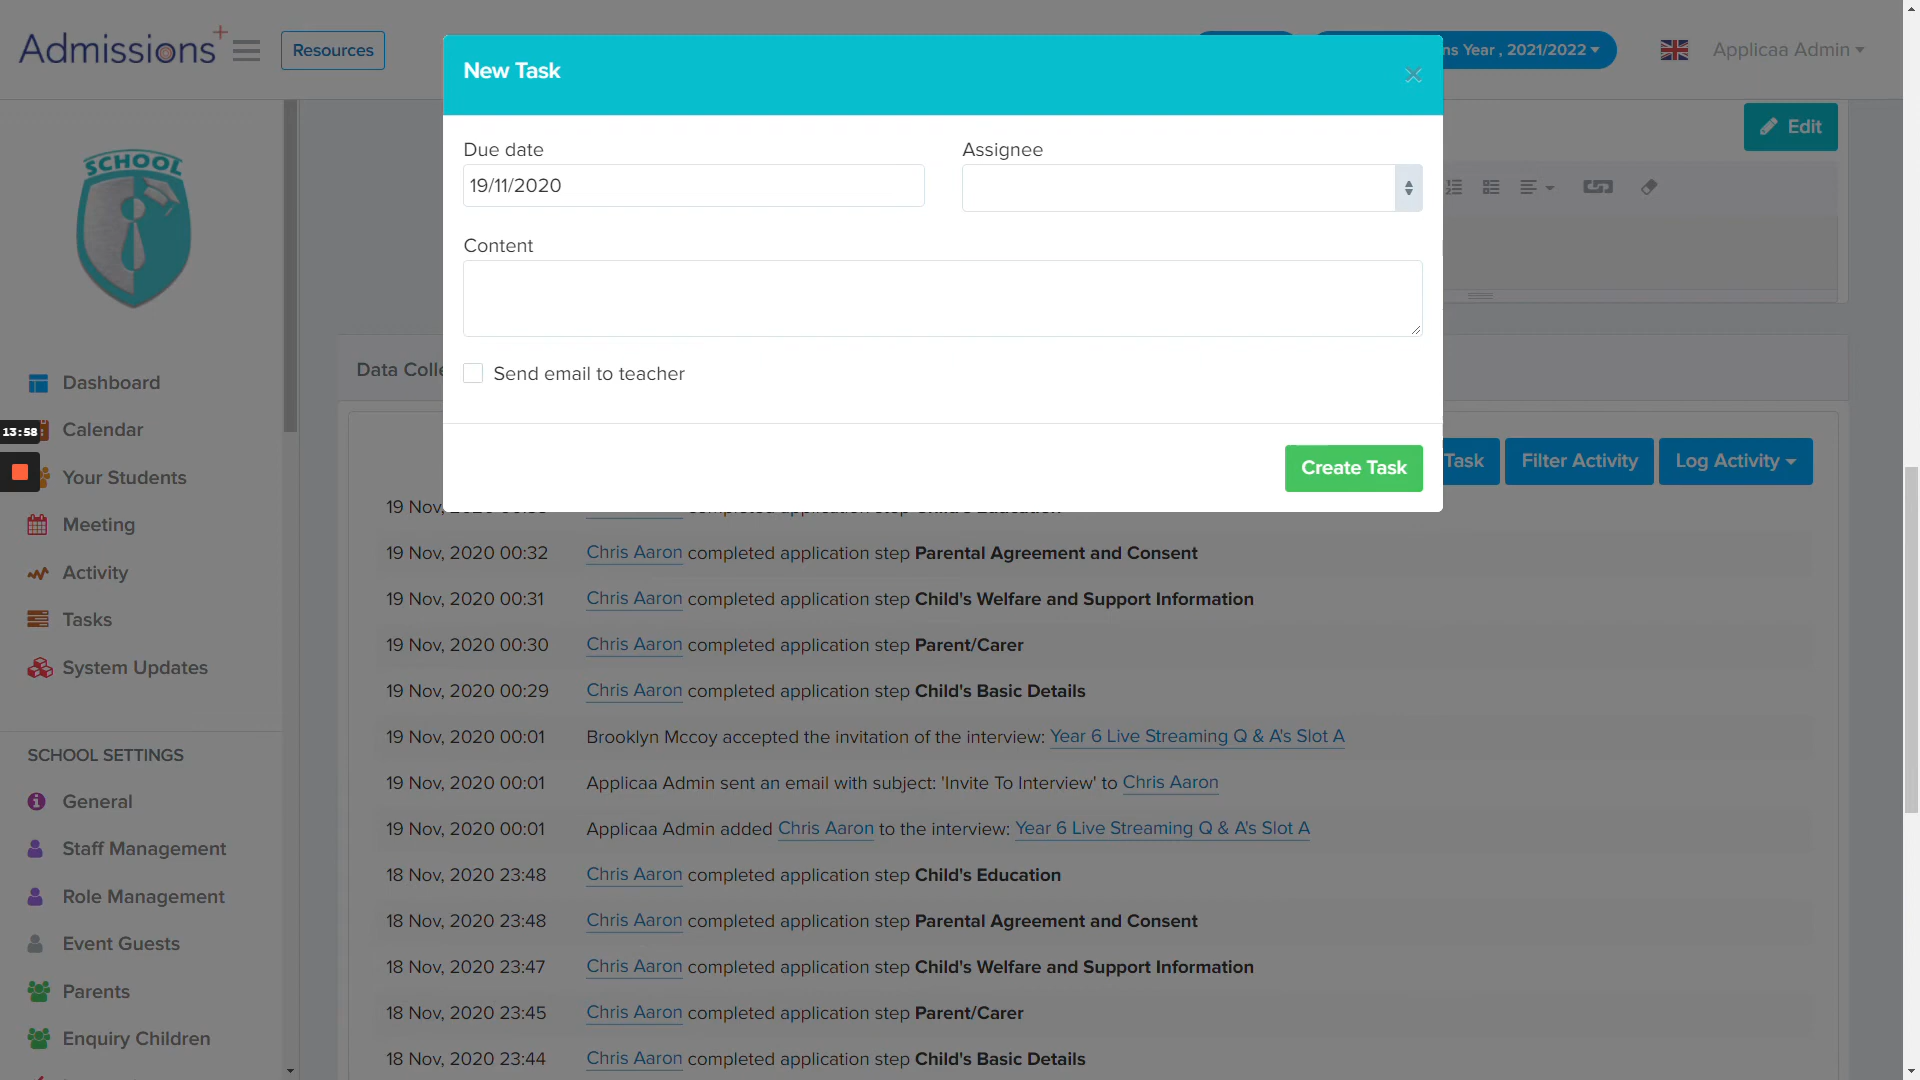 Admissions+
Resources
ns Year , 2021/2022
Applicaa Admin
New Task
×
Edit
Due date
Assignee
19/11/2020
Content
Send email to teacher
Create Task
SCHOOL
Dashboard
Calendar
13:58
Your Students
Meeting
Activity
Tasks
System Updates
SCHOOL SETTINGS
General
Staff Management
Role Management
Event Guests
Parents
Enquiry Children
Data Colle
Task
Filter Activity
Log Activity
19 Nov,
19 Nov, 2020 00:32 Chris Aaron completed application step Parental Agreement and Consent
19 Nov, 2020 00:31 Chris Aaron completed application step Child's Welfare and Support Information
19 Nov, 2020 00:30 Chris Aaron completed application step Parent/Carer
19 Nov, 2020 00:29 Chris Aaron completed application step Child's Basic Details
19 Nov, 2020 00:01 Brooklyn Mccoy accepted the invitation of the interview: Year 6 Live Streaming Q & A's Slot A
19 Nov, 2020 00:01 Applicaa Admin sent an email with subject: 'Invite To Interview' to Chris Aaron
19 Nov, 2020 00:01 Applicaa Admin added Chris Aaron to the interview: Year 6 Live Streaming Q & A's Slot A
18 Nov, 2020 23:48 Chris Aaron completed application step Child's Education
18 Nov, 2020 23:48 Chris Aaron completed application step Parental Agreement and Consent
18 Nov, 2020 23:47 Chris Aaron completed application step Child's Welfare and Support Information
18 Nov, 2020 23:45 Chris Aaron completed application step Parent/Carer
18 Nov, 2020 23:44 Chris Aaron completed application step Child's Basic Details